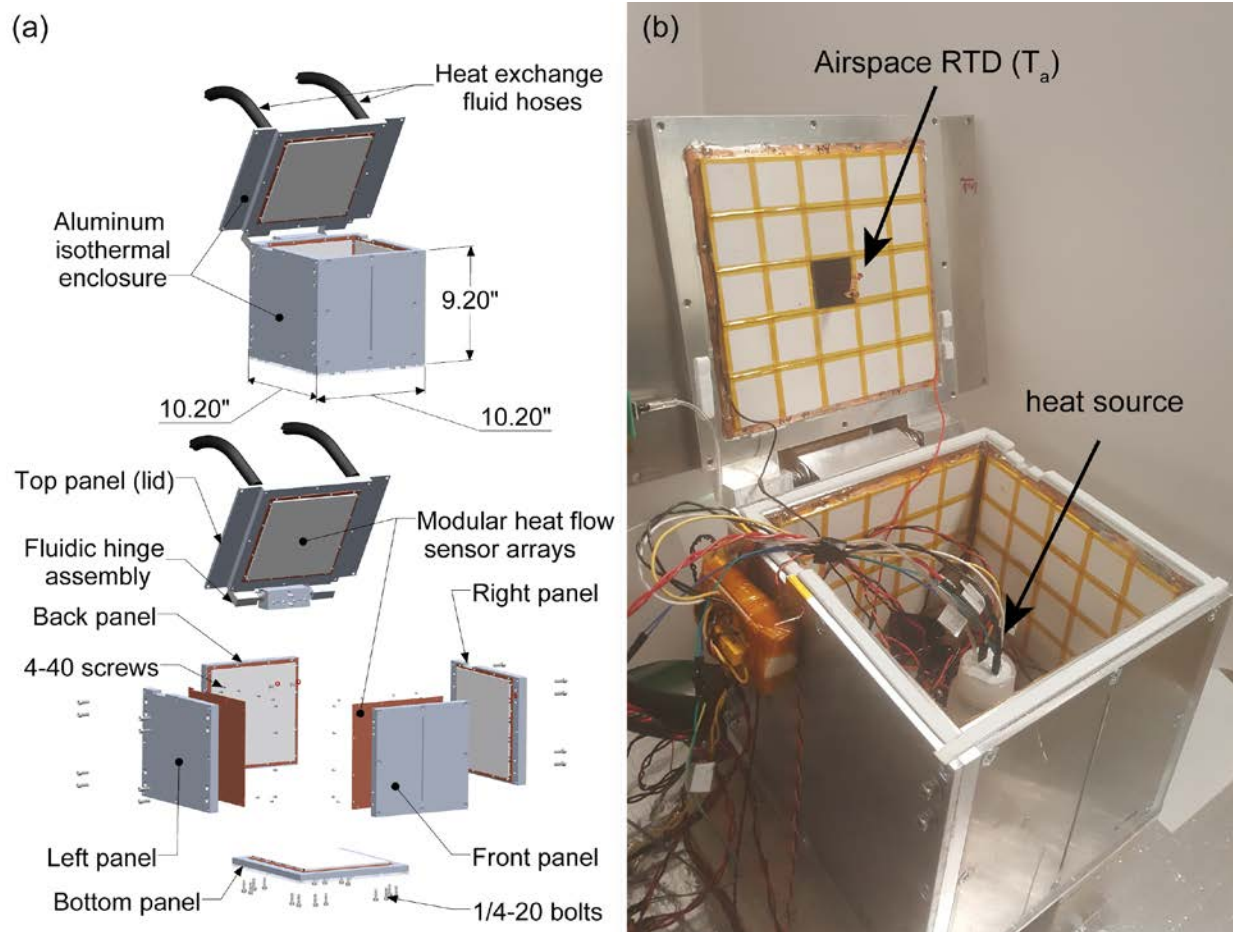 (a)
Heat exchange
fluid hoses
Aluminum
isothermal
enclosure
9.20"
10.20"
10.20"
Top panel (lid)
Modular heat flow
sensor arrays
Fluidic hinge
assembly
Right panel
Back panel
4-40 screws
Left panel
Front panel
Bottom panel
1/4-20 bolts
(b)
Airspace RTD (Ta)
heat source